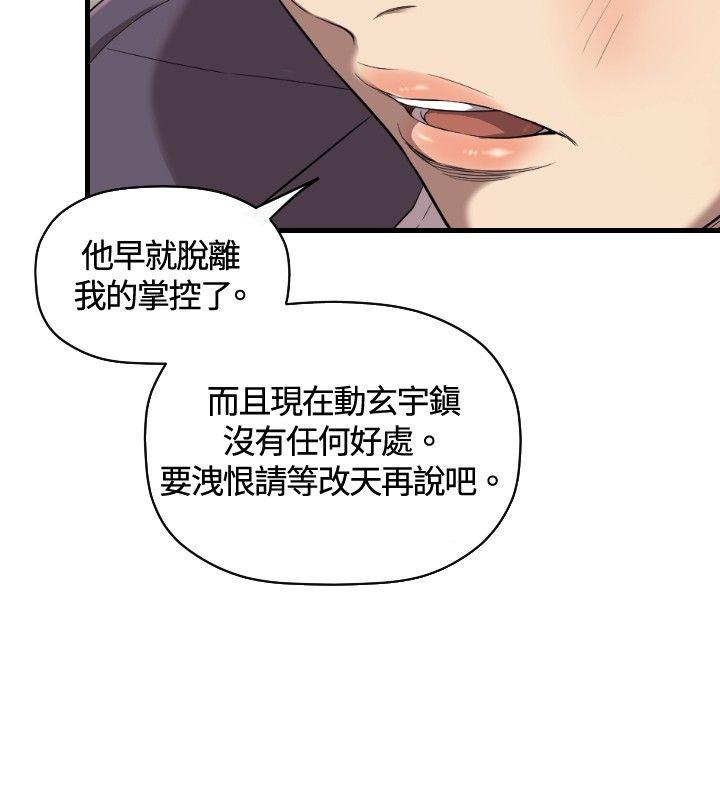 他早就脫離
我的掌控了。
而且現在動玄宇鎭
沒有任何好處。
要洩恨請等改天再說吧。